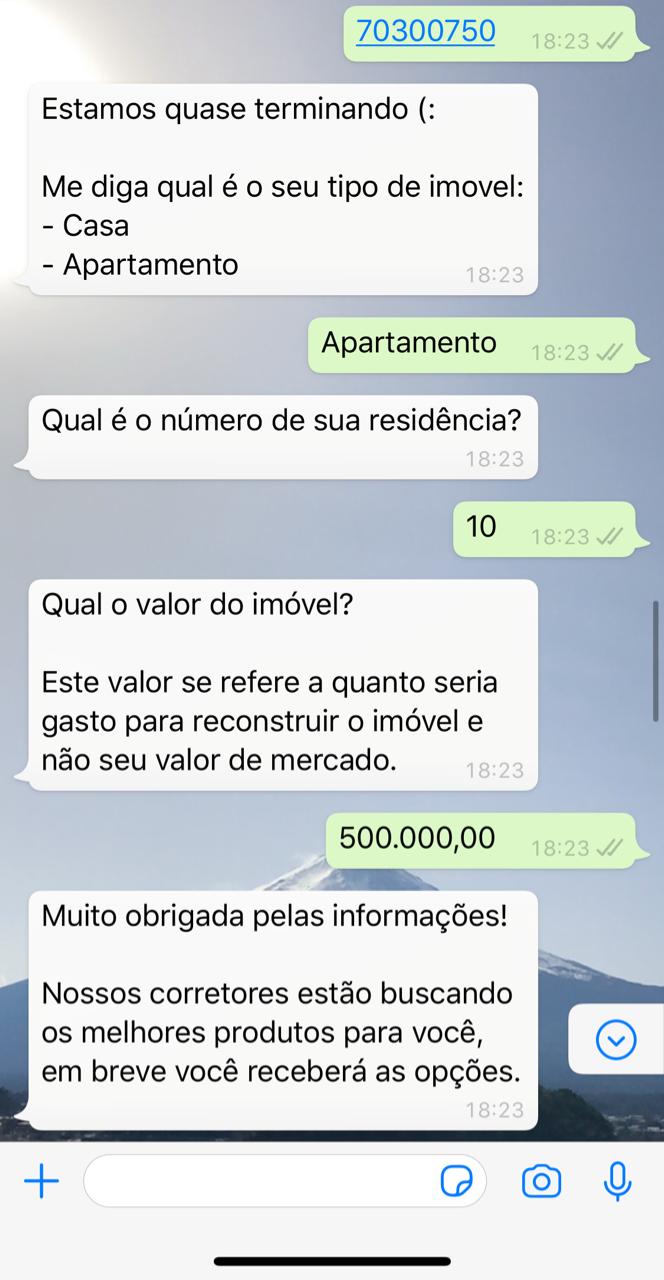 70300750 18:23
Estamos quase terminando (:
Me diga qual é o seu tipo de imovel:
- Casa
- Apartamento 18:23
Apartamento 18:23
Qual é o número de sua residência?
18:23
10 18:23
Qual o valor do imóvel?
Este valor se refere a quanto seria
gasto para reconstruir o imóvel e
não seu valor de mercado. 18:23
500.000,00 18:23
Muito obrigada pelas informações!
Nossos corretores estão buscando
os melhores produtos para você,
em breve você receberá as opções.
18:23